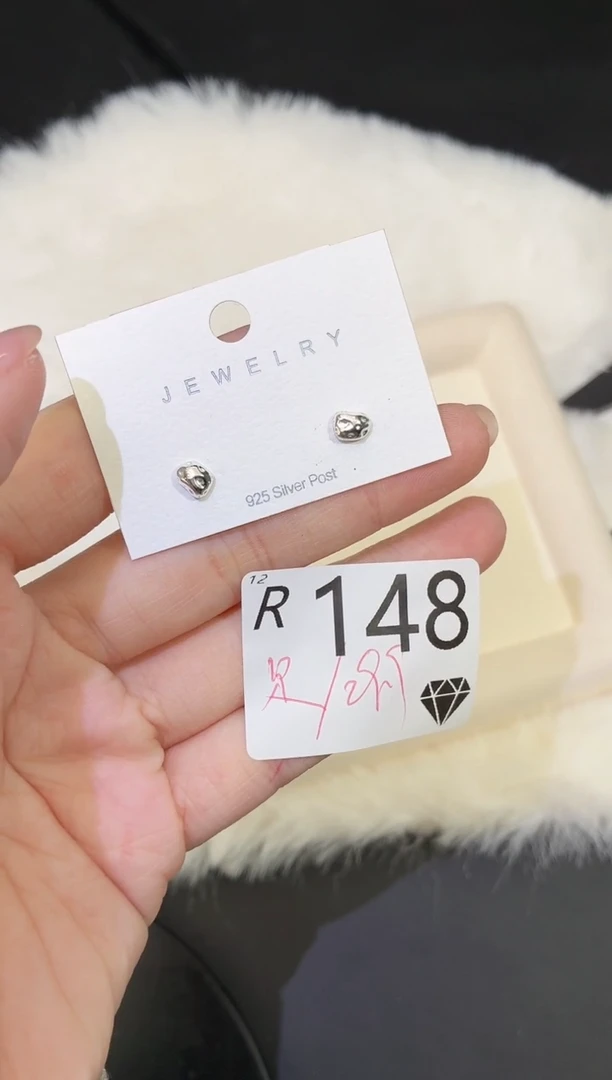 JEWELRY
925 Silver Post
12
R 148